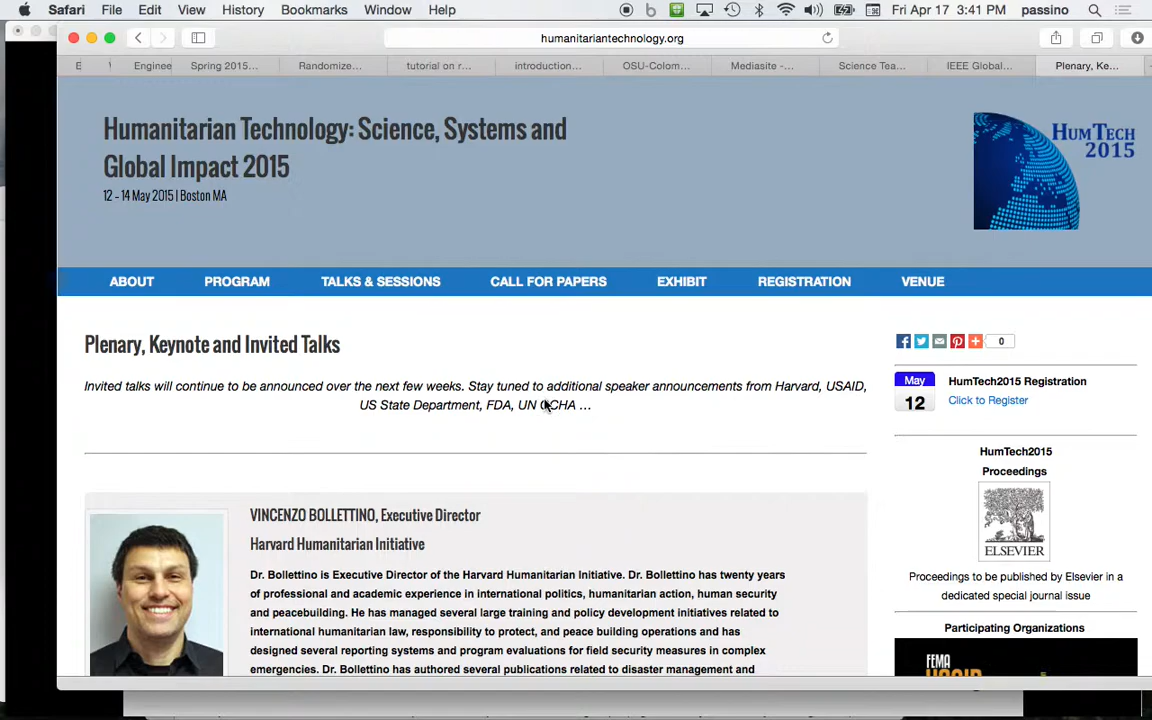 Safari File Edit View History Bookmarks Window Help Fri Apr 17 3:41 PM passino
humanitariantechnology.org
Enginee Spring 2015... Randomize... tutorial on r... introduction... OSU-Colom... Mediasite -... Science Tea... IEEE Global... Plenary, Ke...
Humanitarian Technology: Science, Systems and
Global Impact 2015
12 - 14 May 2015 | Boston MA
HUMTECH
2015
ABOUT PROGRAM TALKS & SESSIONS CALL FOR PAPERS EXHIBIT REGISTRATION VENUE
Plenary, Keynote and Invited Talks
Invited talks will continue to be announced over the next few weeks. Stay tuned to additional speaker announcements from Harvard, USAID,
US State Department, FDA, UN OCHA ...
VINCENZO BOLLETTINO, Executive Director
Harvard Humanitarian Initiative
Dr. Bollettino is Executive Director of the Harvard Humanitarian Initiative. Dr. Bollettino has twenty years
of professional and academic experience in international politics, humanitarian action, human security
and peacebuilding. He has managed several large training and policy development initiatives related to
international humanitarian law, responsibility to protect, and peace building operations and has
designed several reporting systems and program evaluations for field security measures in complex
emergencies. Dr. Bollettino has authored several publications related to disaster management and
0
May
12
HumTech2015 Registration
Click to Register
HumTech2015
Proceedings
ELSEVIER
Proceedings to be published by Elsevier in a
dedicated special journal issue
Participating Organizations
FEMA